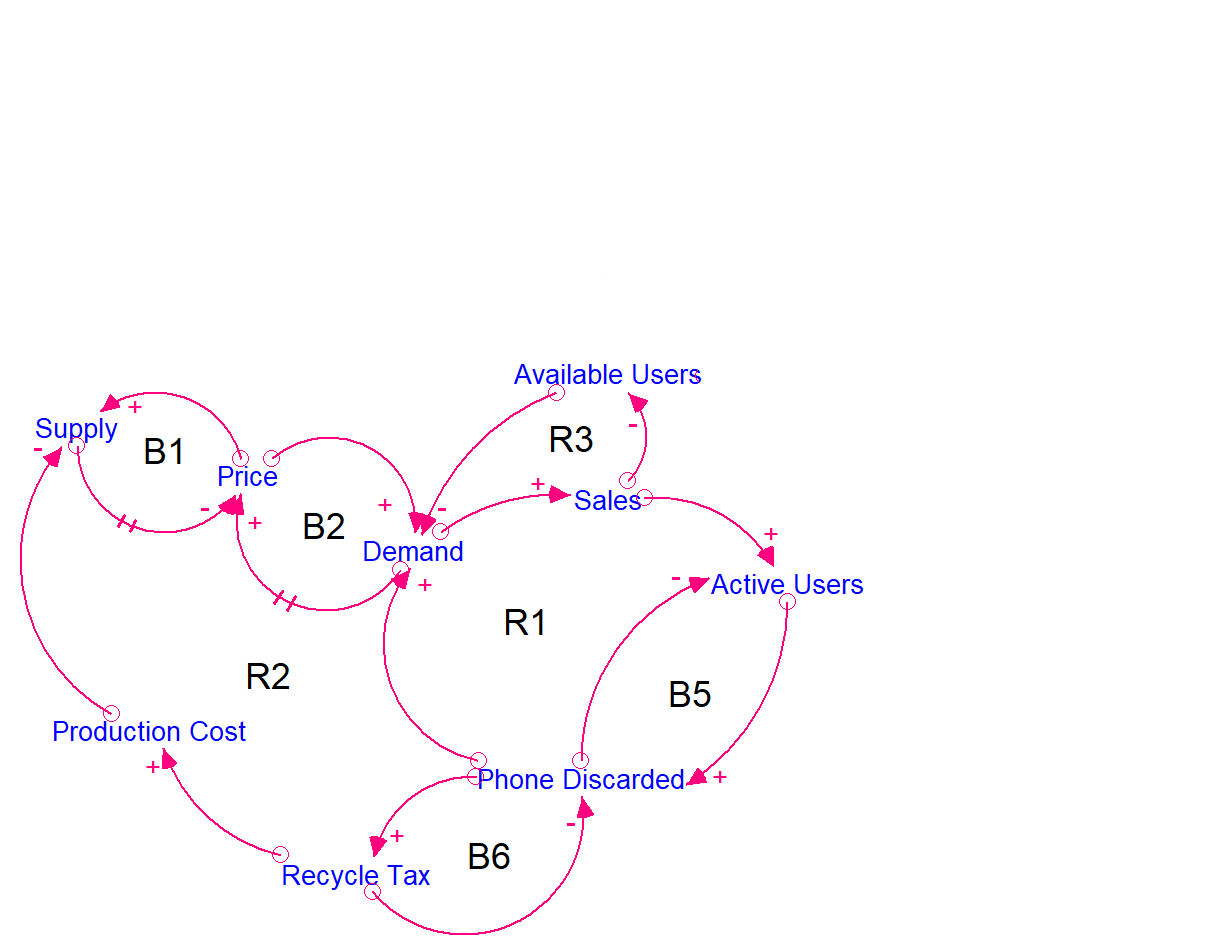 Available Users
+
Supply
+
-
B1
-
R3
Price
-
+
+
-
Sales
+
B2
+
-
Demand
+
-
Active Users
R1
R2
B5
Production Cost
+
Phone Discarded
+
+
-
B6
Recycle Tax